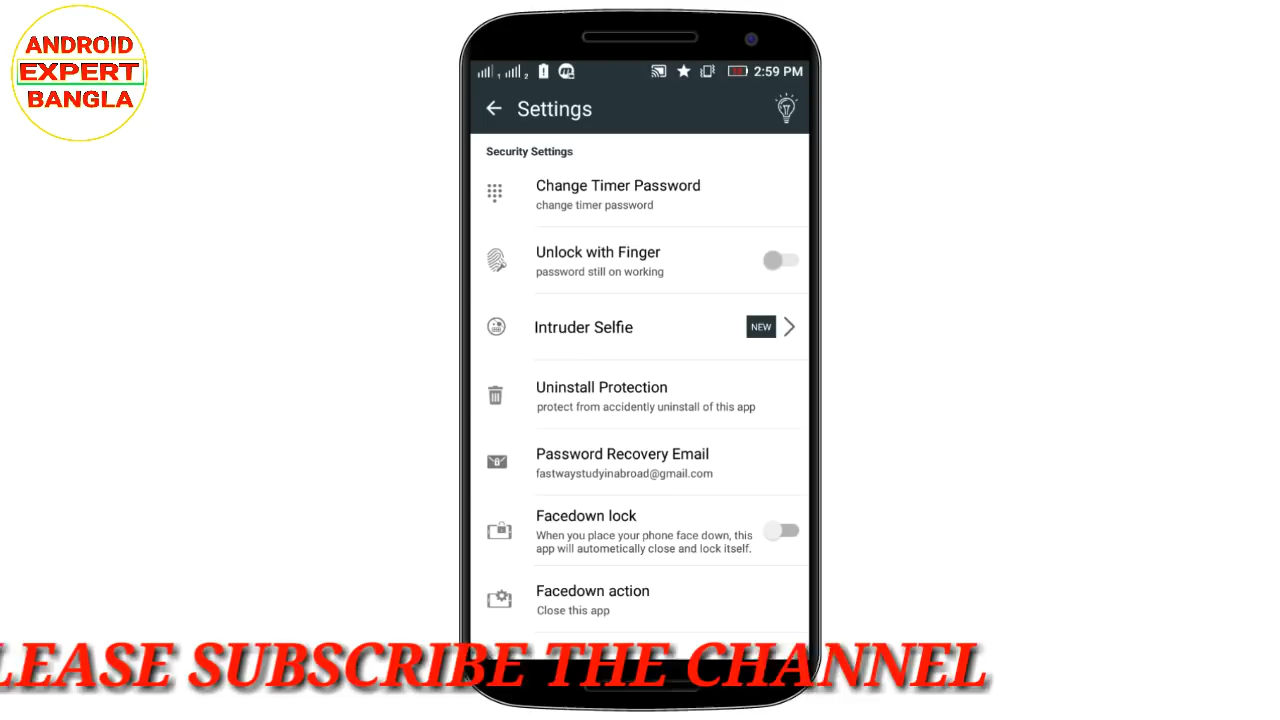 ANDROID
EXPERT
BANGLA
1 2 2:59 PM
Settings
Security Settings
Change Timer Password
change timer password
Unlock with Finger
password still on working
Intruder Selfie NEW
Uninstall Protection
protect from accidently uninstall of this app
Password Recovery Email
fastwaystudyinabroad@gmail.com
Facedown lock
When you place your phone face down, this
app will automatically close and lock itself.
Facedown action
Close this app
LEASE SUBSCRIBE THE CHANNEL